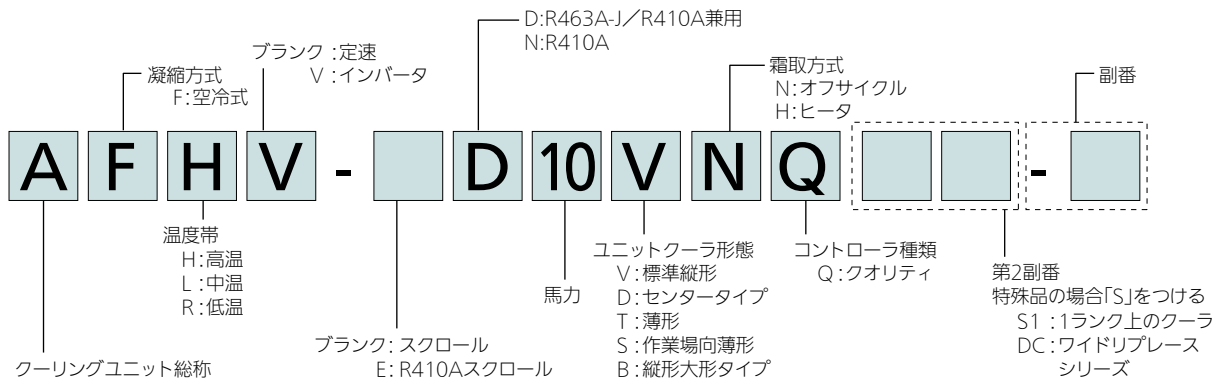 D:R463A-J／R410A兼用
N:R410A
ブランク:定速
V:インバータ
凝縮方式
F:空冷式
霜取方式
N:オフサイクル
H:ヒータ
副番
A F H V - D 10 V N Q -
温度帯
H:高温
L:中温
R:低温
クーリングユニット総称
ブランク:スクロール
E:R410Aスクロール
馬力
ユニットクーラ形態
V:標準縦形
D:センタータイプ
T:薄形
S:作業場向薄形
B:縦形大形タイプ
コントローラ種類
Q:クオリティ
第2副番
特殊品の場合「S」をつける
S1:1ランク上のクーラ
DC:ワイドリプレース
シリーズ